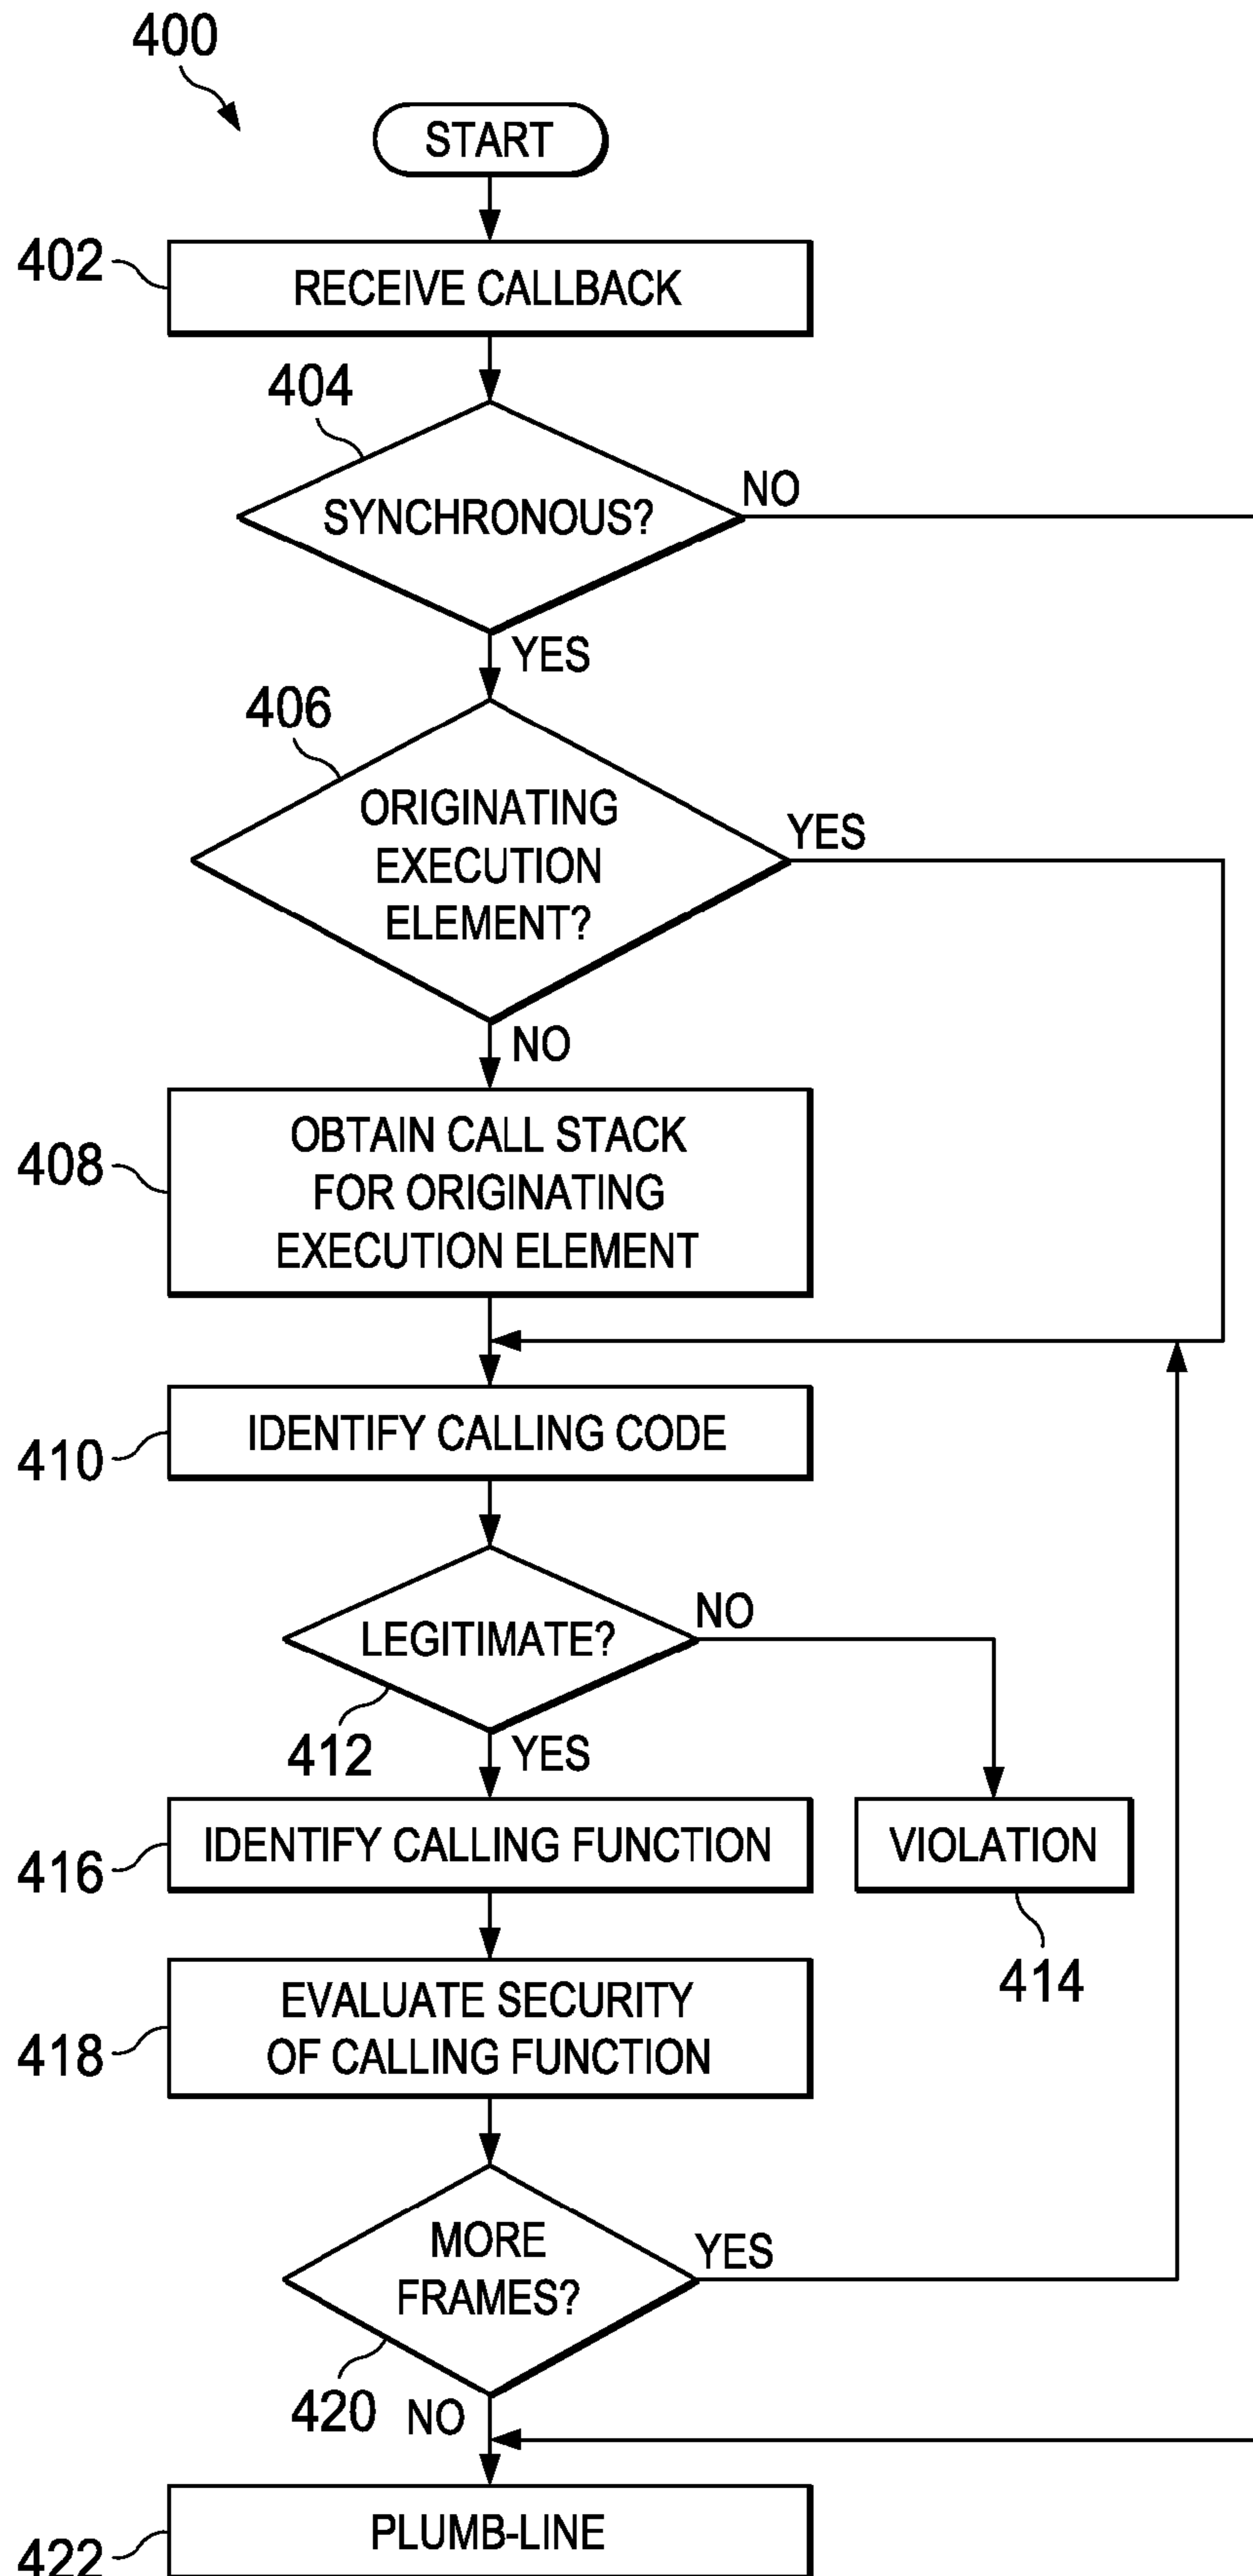 400
START
402
RECEIVE CALLBACK
404
SYNCHRONOUS?
NO
YES
406
ORIGINATING
EXECUTION
ELEMENT?
YES
NO
408
OBTAIN CALL STACK
FOR ORIGINATING
EXECUTION ELEMENT
410
IDENTIFY CALLING CODE
LEGITIMATE?
NO
412
YES
416
IDENTIFY CALLING FUNCTION
VIOLATION
414
418
EVALUATE SECURITY
OF CALLING FUNCTION
MORE
FRAMES?
YES
420
NO
422
PLUMB-LINE